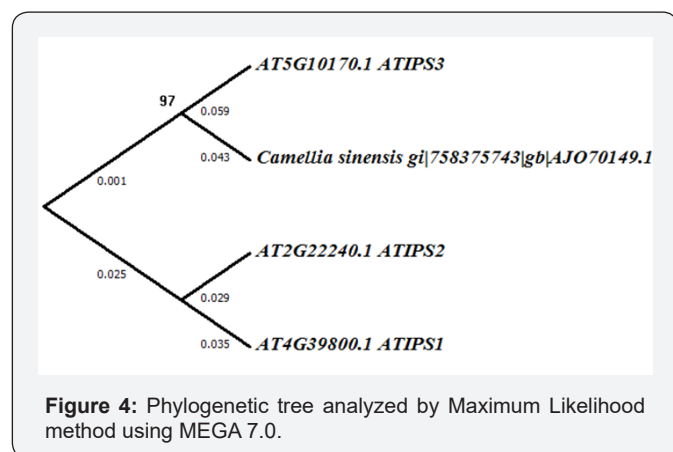 AT5G10170.1 ATIPS3
97
0.059
Camellia sinensis gi|758375743|gb|AJO70149.1
0.043
0.001
AT2G22240.1 ATIPS2
0.025
0.029
AT4G39800.1 ATIPS1
0.035
Figure 4: Phylogenetic tree analyzed by Maximum Likelihood
method using MEGA 7.0.